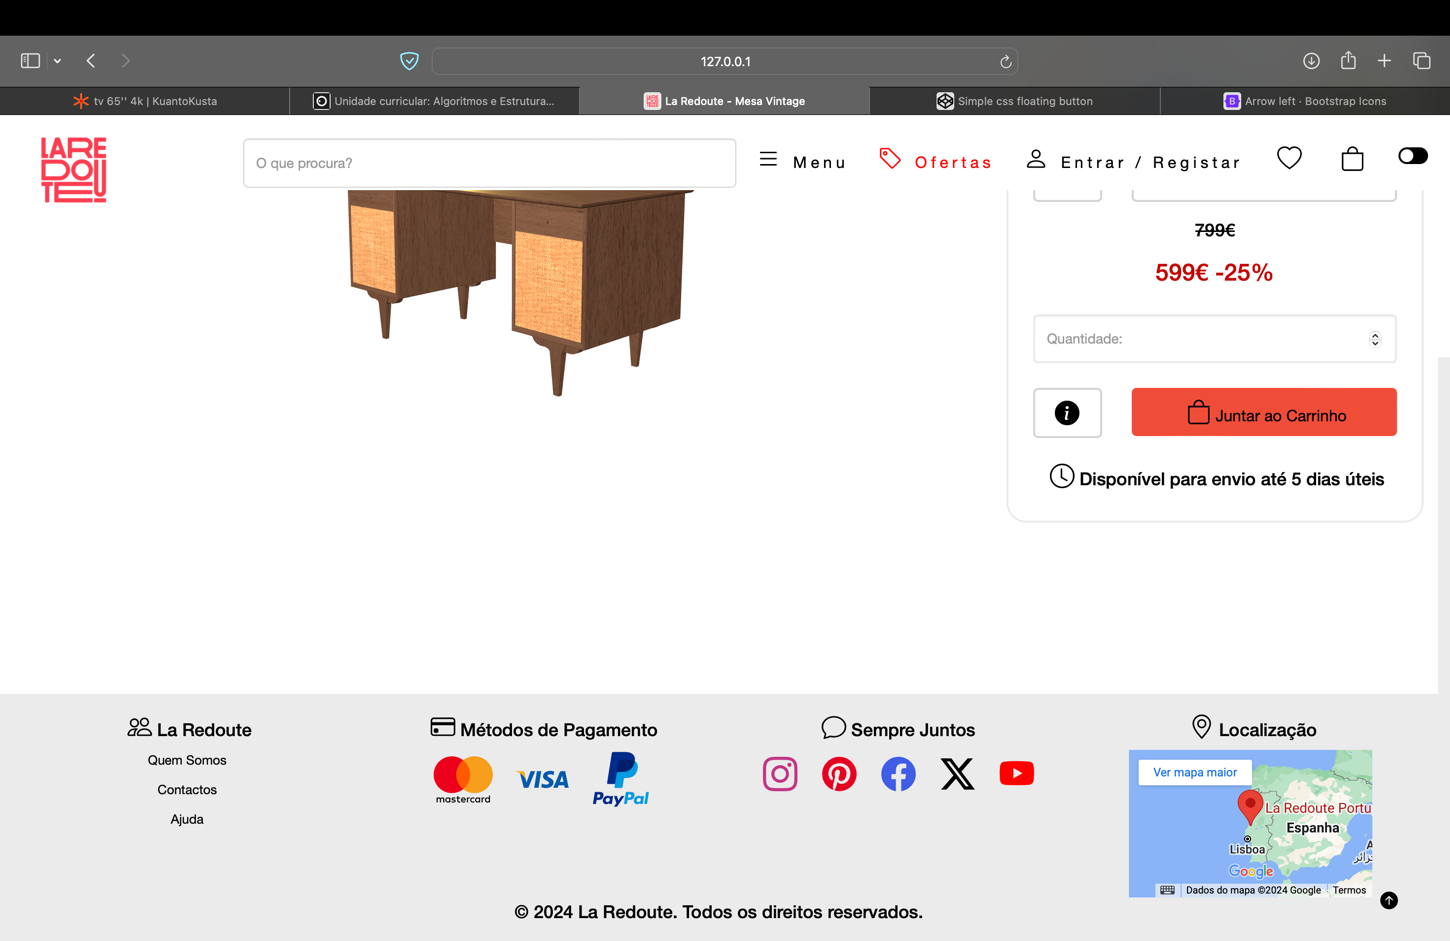 127.0.0.1
tv 65'' 4k | KuantoKusta
Unidade curricular: Algoritmos e Estrutura...
La Redoute - Mesa Vintage
Simple css floating button
B
Arrow left · Bootstrap Icons
LA REDOUTE
O que procura?
Menu
Ofertas
Entrar / Registar
799€
599€ -25%
Quantidade:
i
Juntar ao Carrinho
Disponível para envio até 5 dias úteis
La Redoute
Quem Somos
Contactos
Ajuda
Métodos de Pagamento
mastercard
VISA
PayPal
Sempre Juntos
Localização
Ver mapa maior
La Redoute Portu
Espanha
Lisboa
Google
Dados do mapa ©2024 Google
Termos
© 2024 La Redoute. Todos os direitos reservados.